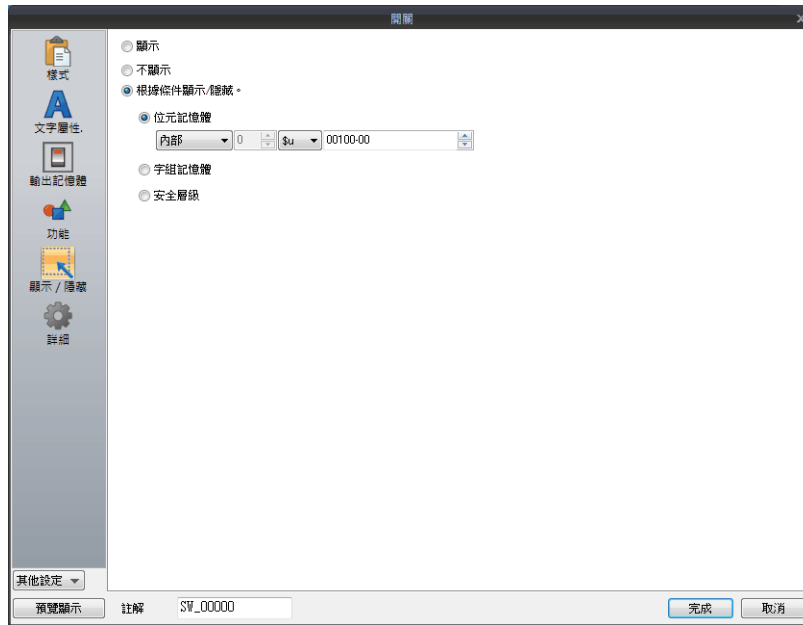 開關
樣式
文字屬性.
輸出記憶體
功能
顯示 / 隱藏
詳細
其他設定
預覽顯示
顯示
不顯示
根據條件顯示/隱藏。
位元記憶體
內部 0 $u 00100-00
字組記憶體
安全層級
註解 SW_00000
完成 取消